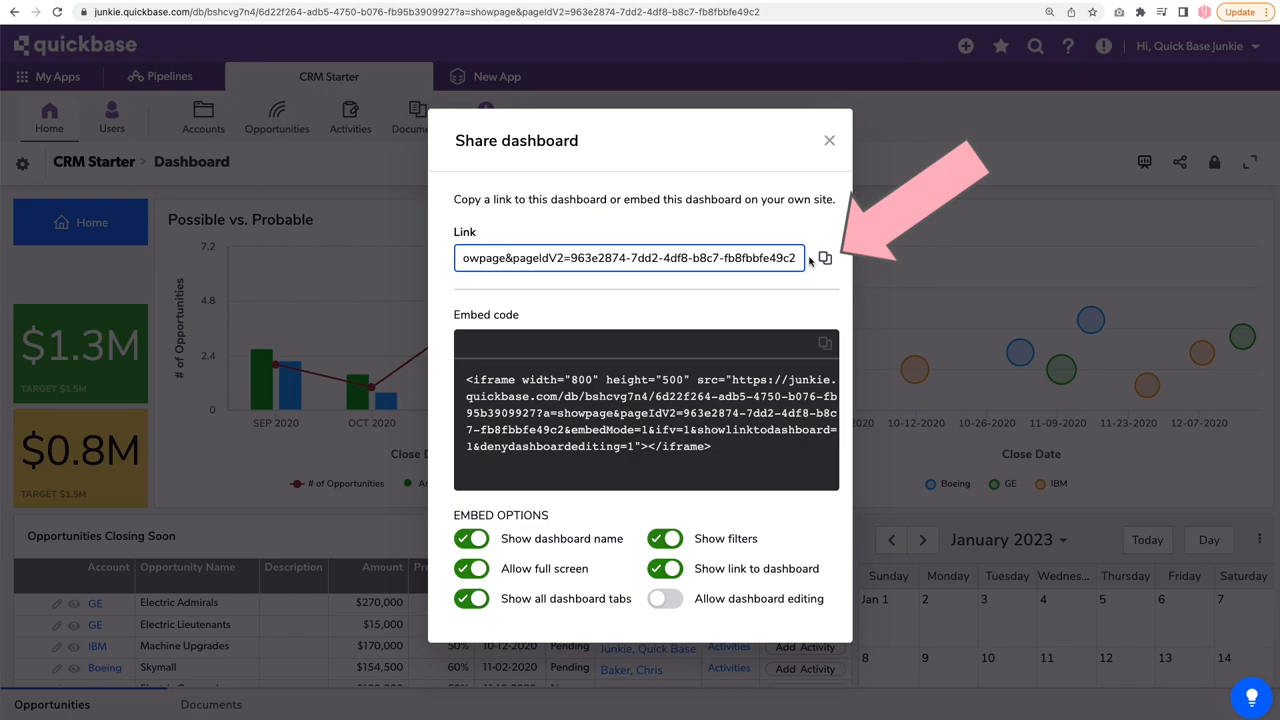 junkie.quickbase.com/db/bshcvg7n4/6d22f264-adb5-4750-b076-fb95b3909927?a=showpage&pageIdV2=963e2874-7dd2-4df8-b8c7-fb8fbbfe49c2
Update
quickbase
Hi, Quick Base Junkie
My Apps
Pipelines
CRM Starter
New App
Home
Users
Accounts
Opportunities
Activities
Docume
CRM Starter > Dashboard
Share dashboard
Copy a link to this dashboard or embed this dashboard on your own site.
Link
owpage&pageIdV2=963e2874-7dd2-4df8-b8c7-fb8fbbfe49c2
Embed code
<iframe width="800" height="500" src="https://junkie.
quickbase.com/db/bshcvg7n4/6d22f264-adb5-4750-b076-fb
95b3909927?a=showpage&pageIdV2=963e2874-7dd2-4df8-b8c
7-fb8fbbfe49c2&embedMode=1&ifv=1&showlinktodashboard=
1&denydashboardediting=1"></iframe>
EMBED OPTIONS
Show dashboard name
Show filters
Allow full screen
Show link to dashboard
Show all dashboard tabs
Allow dashboard editing
Home
$1.3M
TARGET $1.5M
$0.8M
TARGET $1.5M
Possible vs. Probable
# of Opportunities
7.2
4.8
2.4
0
SEP 2020
OCT 2020
Close D
# of Opportunities
2020
10-12-2020
10-26-2020
11-09-2020
12-07-2020
Close Date
Boeing
GE
IBM
Opportunities Closing Soon
Account
Opportunity Name
Description
Amount
GE
Electric Admirals
$270,000
GE
Electric Lieutenants
$15,000
IBM
Machine Upgrades
$170,000
50%
10-12-2020
Pending
Junkie, Quick Base
Activities
Add Activity
Boeing
Skymall
$154,500
60%
11-02-2020
Pending
Baker, Chris
Activities
Add Activity
January 2023
Today
Day
Sunday
Monday
Tuesday
Wednes...
Thursday
Friday
Saturday
Jan 1
2
3
4
5
6
7
8
9
10
11
12
13
14
Opportunities
Documents